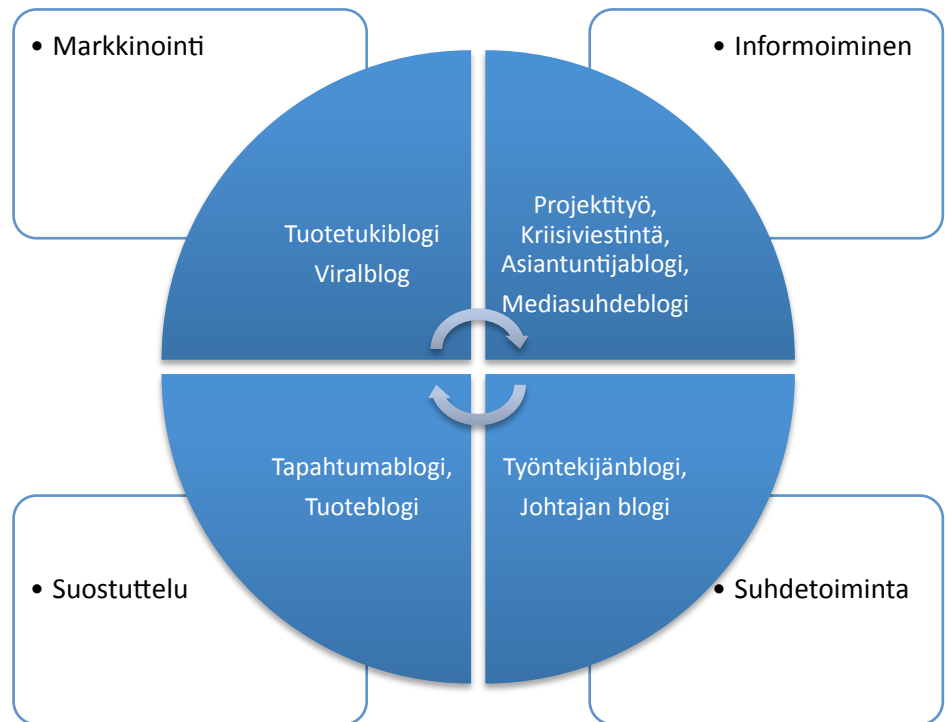 • Markkinointi
• Informoiminen
Tuotetukiblogi
Viralblog
Projektityö,
Kriisiviestintä,
Asiantuntijablogi,
Mediasuhdeblogi
Tapahtumablogi,
Tuoteblogi
Työntekijänblogi,
Johtajan blogi
• Suostuttelu
• Suhdetoiminta